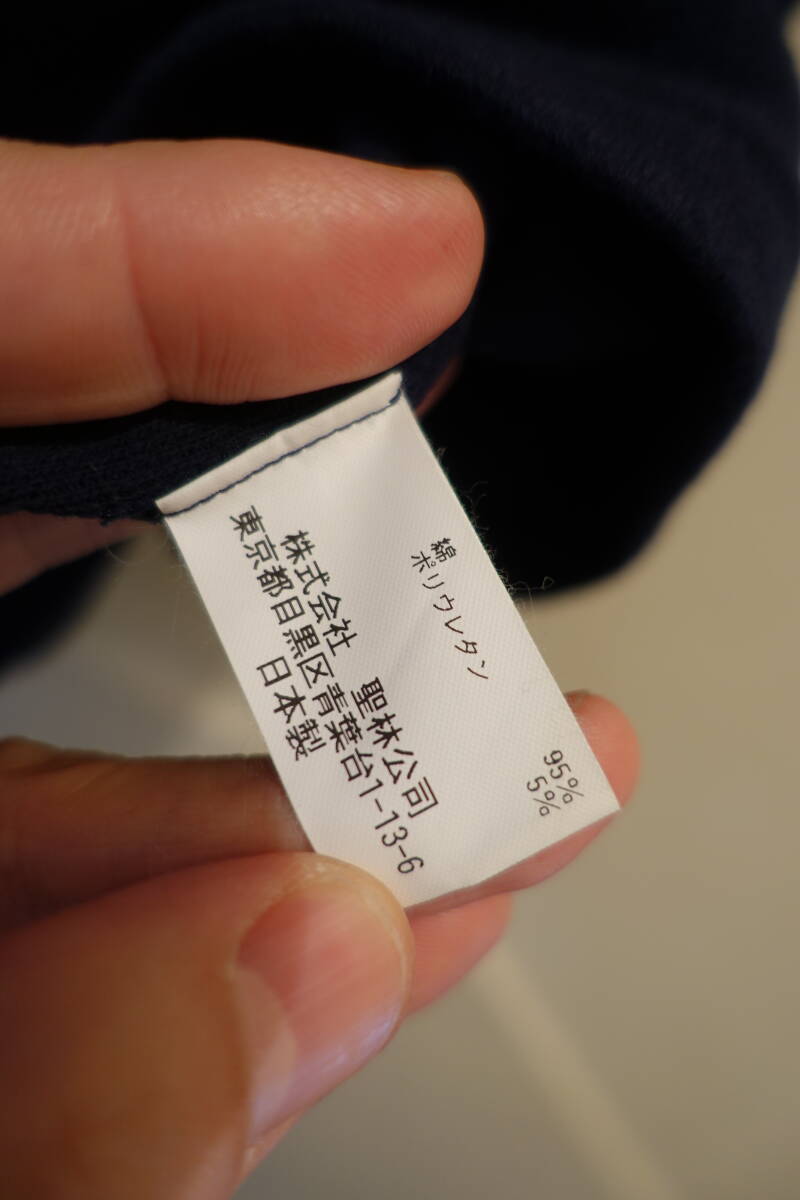 綿 95%
ポリウレタン 5%
株式会社 聖林公司
東京都目黒区青葉台1-13-6
日本製